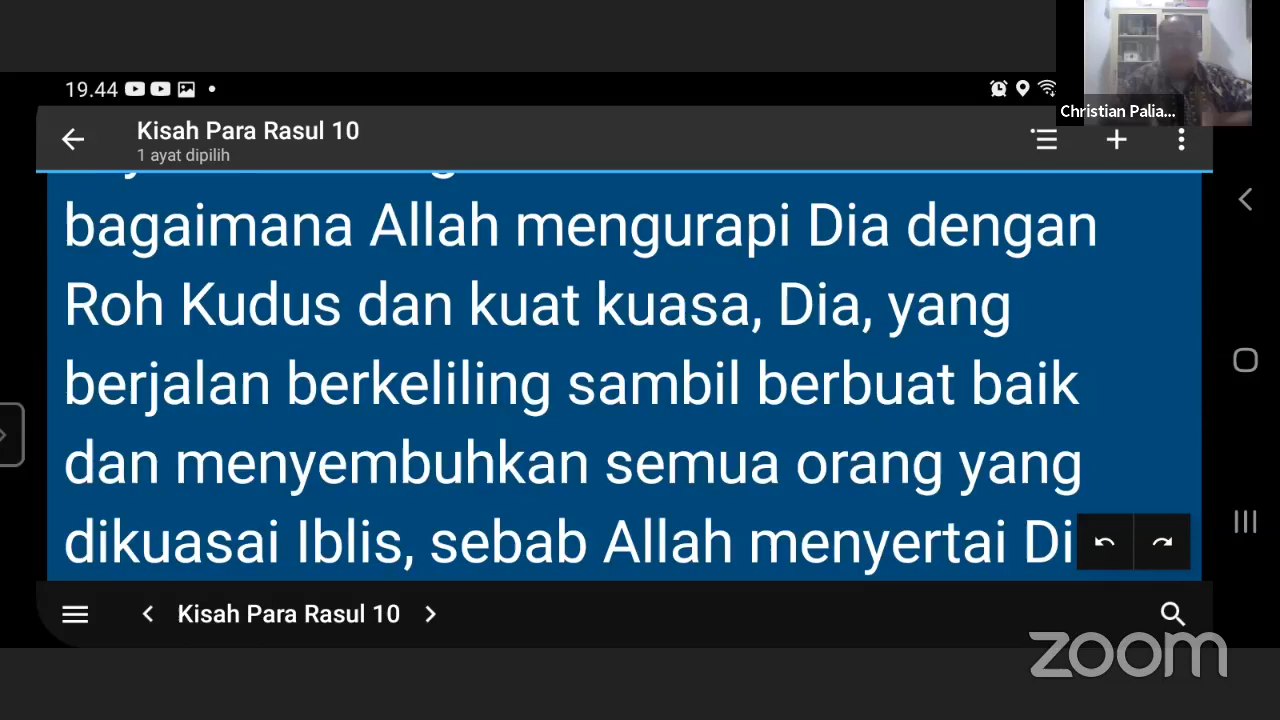 19.44
Christian Palia...
Kisah Para Rasul 10
1 ayat dipilih
bagaimana Allah mengurapi Dia dengan
Roh Kudus dan kuat kuasa, Dia, yang
berjalan berkeliling sambil berbuat baik
dan menyembuhkan semua orang yang
dikuasai Iblis, sebab Allah menyertai Di
Kisah Para Rasul 10
zoom